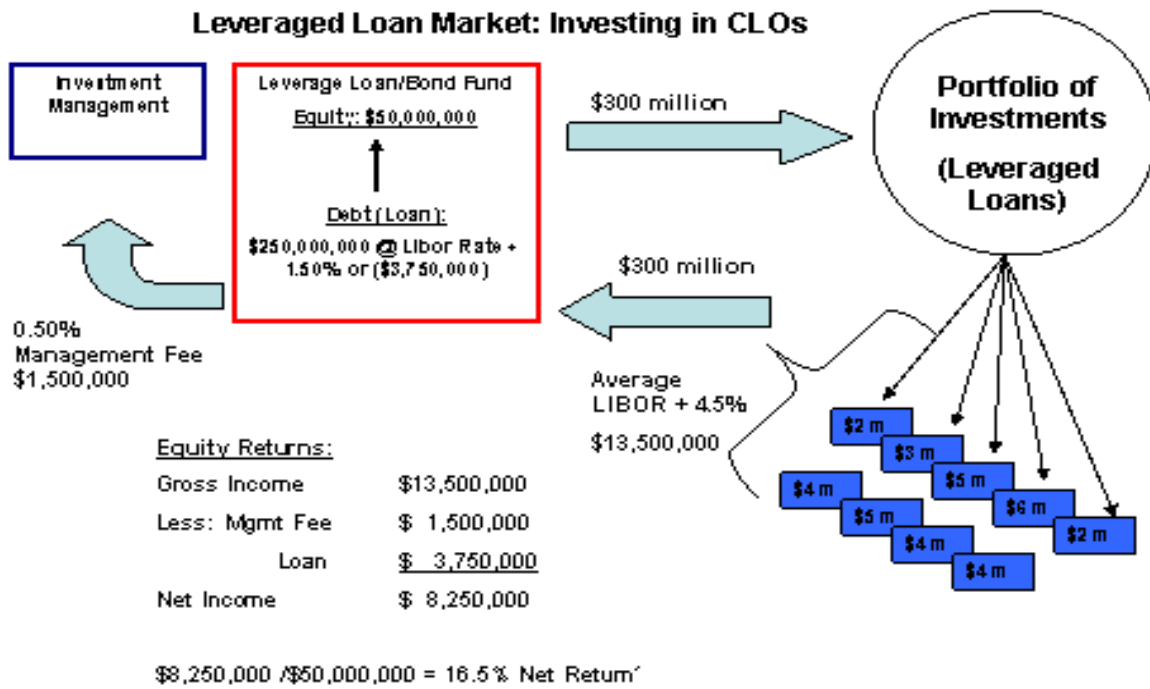 Leveraged Loan Market: Investing in CLOs
Investment
Management
Leverage Loan/Bond Fund
Equity: $50,000,000
Debt (Loan):
$250,000,000 @ Libor Rate +
1.50% or ($3,750,000)
$300 million
Portfolio of
Investments
(Leveraged
Loans)
$300 million
0.50%
Management Fee
$1,500,000
Average
LIBOR + 4.5%
$13,500,000
$2 m
$3 m
$5 m
$6 m
$2 m
$4 m
$5 m
$4 m
$4 m
Equity Returns:
Gross Income $13,500,000
Less: Mgmt Fee $ 1,500,000
Loan $ 3,750,000
Net Income $ 8,250,000
$8,250,000 /$50,000,000 = 16.5% Net Return